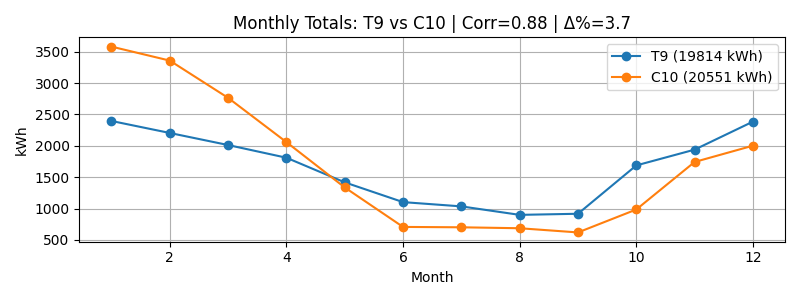 Monthly Totals: T9 vs C10 | Corr=0.88 | Δ%=3.7
T9 (19814 kWh)
C10 (20551 kWh)
kWh
3500
3000
2500
2000
1500
1000
500
2 4 6 8 10 12
Month